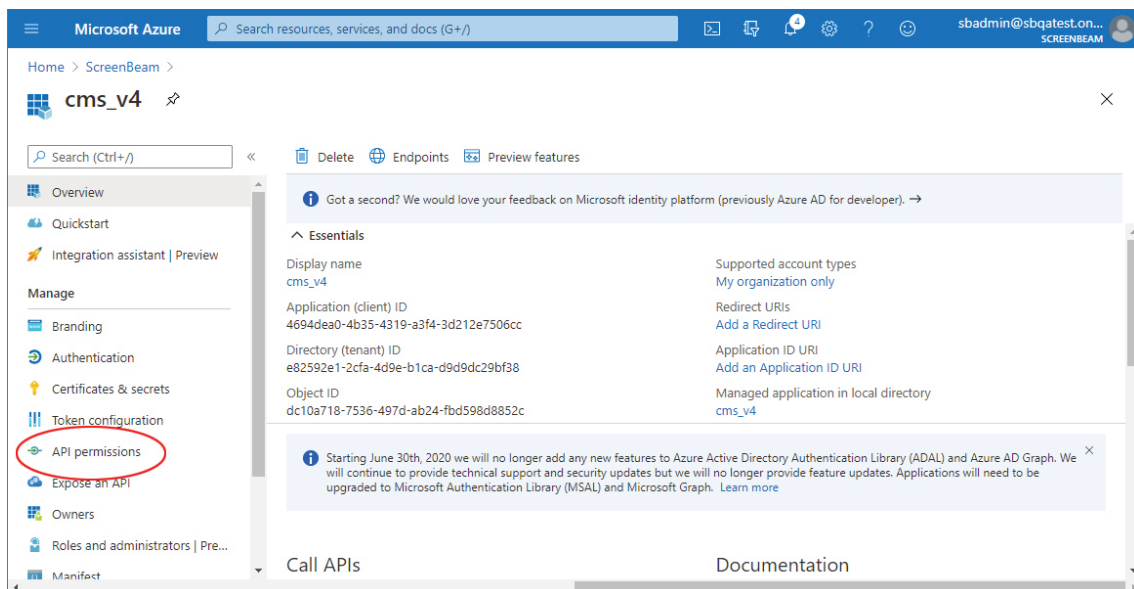 Microsoft Azure
Search resources, services, and docs (G+/)
4
sbadmin@sbqatest.on...
SCREENBEAM
Home > ScreenBeam >
cms_v4
Search (Ctrl+/)
Delete
Endpoints
Preview features
Overview
Quickstart
Integration assistant | Preview
Manage
Branding
Authentication
Certificates & secrets
Token configuration
API permissions
Expose an API
Owners
Roles and administrators | Pre...
Manifest
Got a second? We would love your feedback on Microsoft identity platform (previously Azure AD for developer). →
Essentials
Display name
cms_v4
Application (client) ID
4694dea0-4b35-4319-a3f4-3d212e7506cc
Directory (tenant) ID
e82592e1-2cfa-4d9e-b1ca-d9d9dc29bf38
Object ID
dc10a718-7536-497d-ab24-fbd598d8852c
Supported account types
My organization only
Redirect URIs
Add a Redirect URI
Application ID URI
Add an Application ID URI
Managed application in local directory
cms_v4
Starting June 30th, 2020 we will no longer add any new features to Azure Active Directory Authentication Library (ADAL) and Azure AD Graph. We
will continue to provide technical support and security updates but we will no longer provide feature updates. Applications will need to be
upgraded to Microsoft Authentication Library (MSAL) and Microsoft Graph. Learn more
Call APIs
Documentation